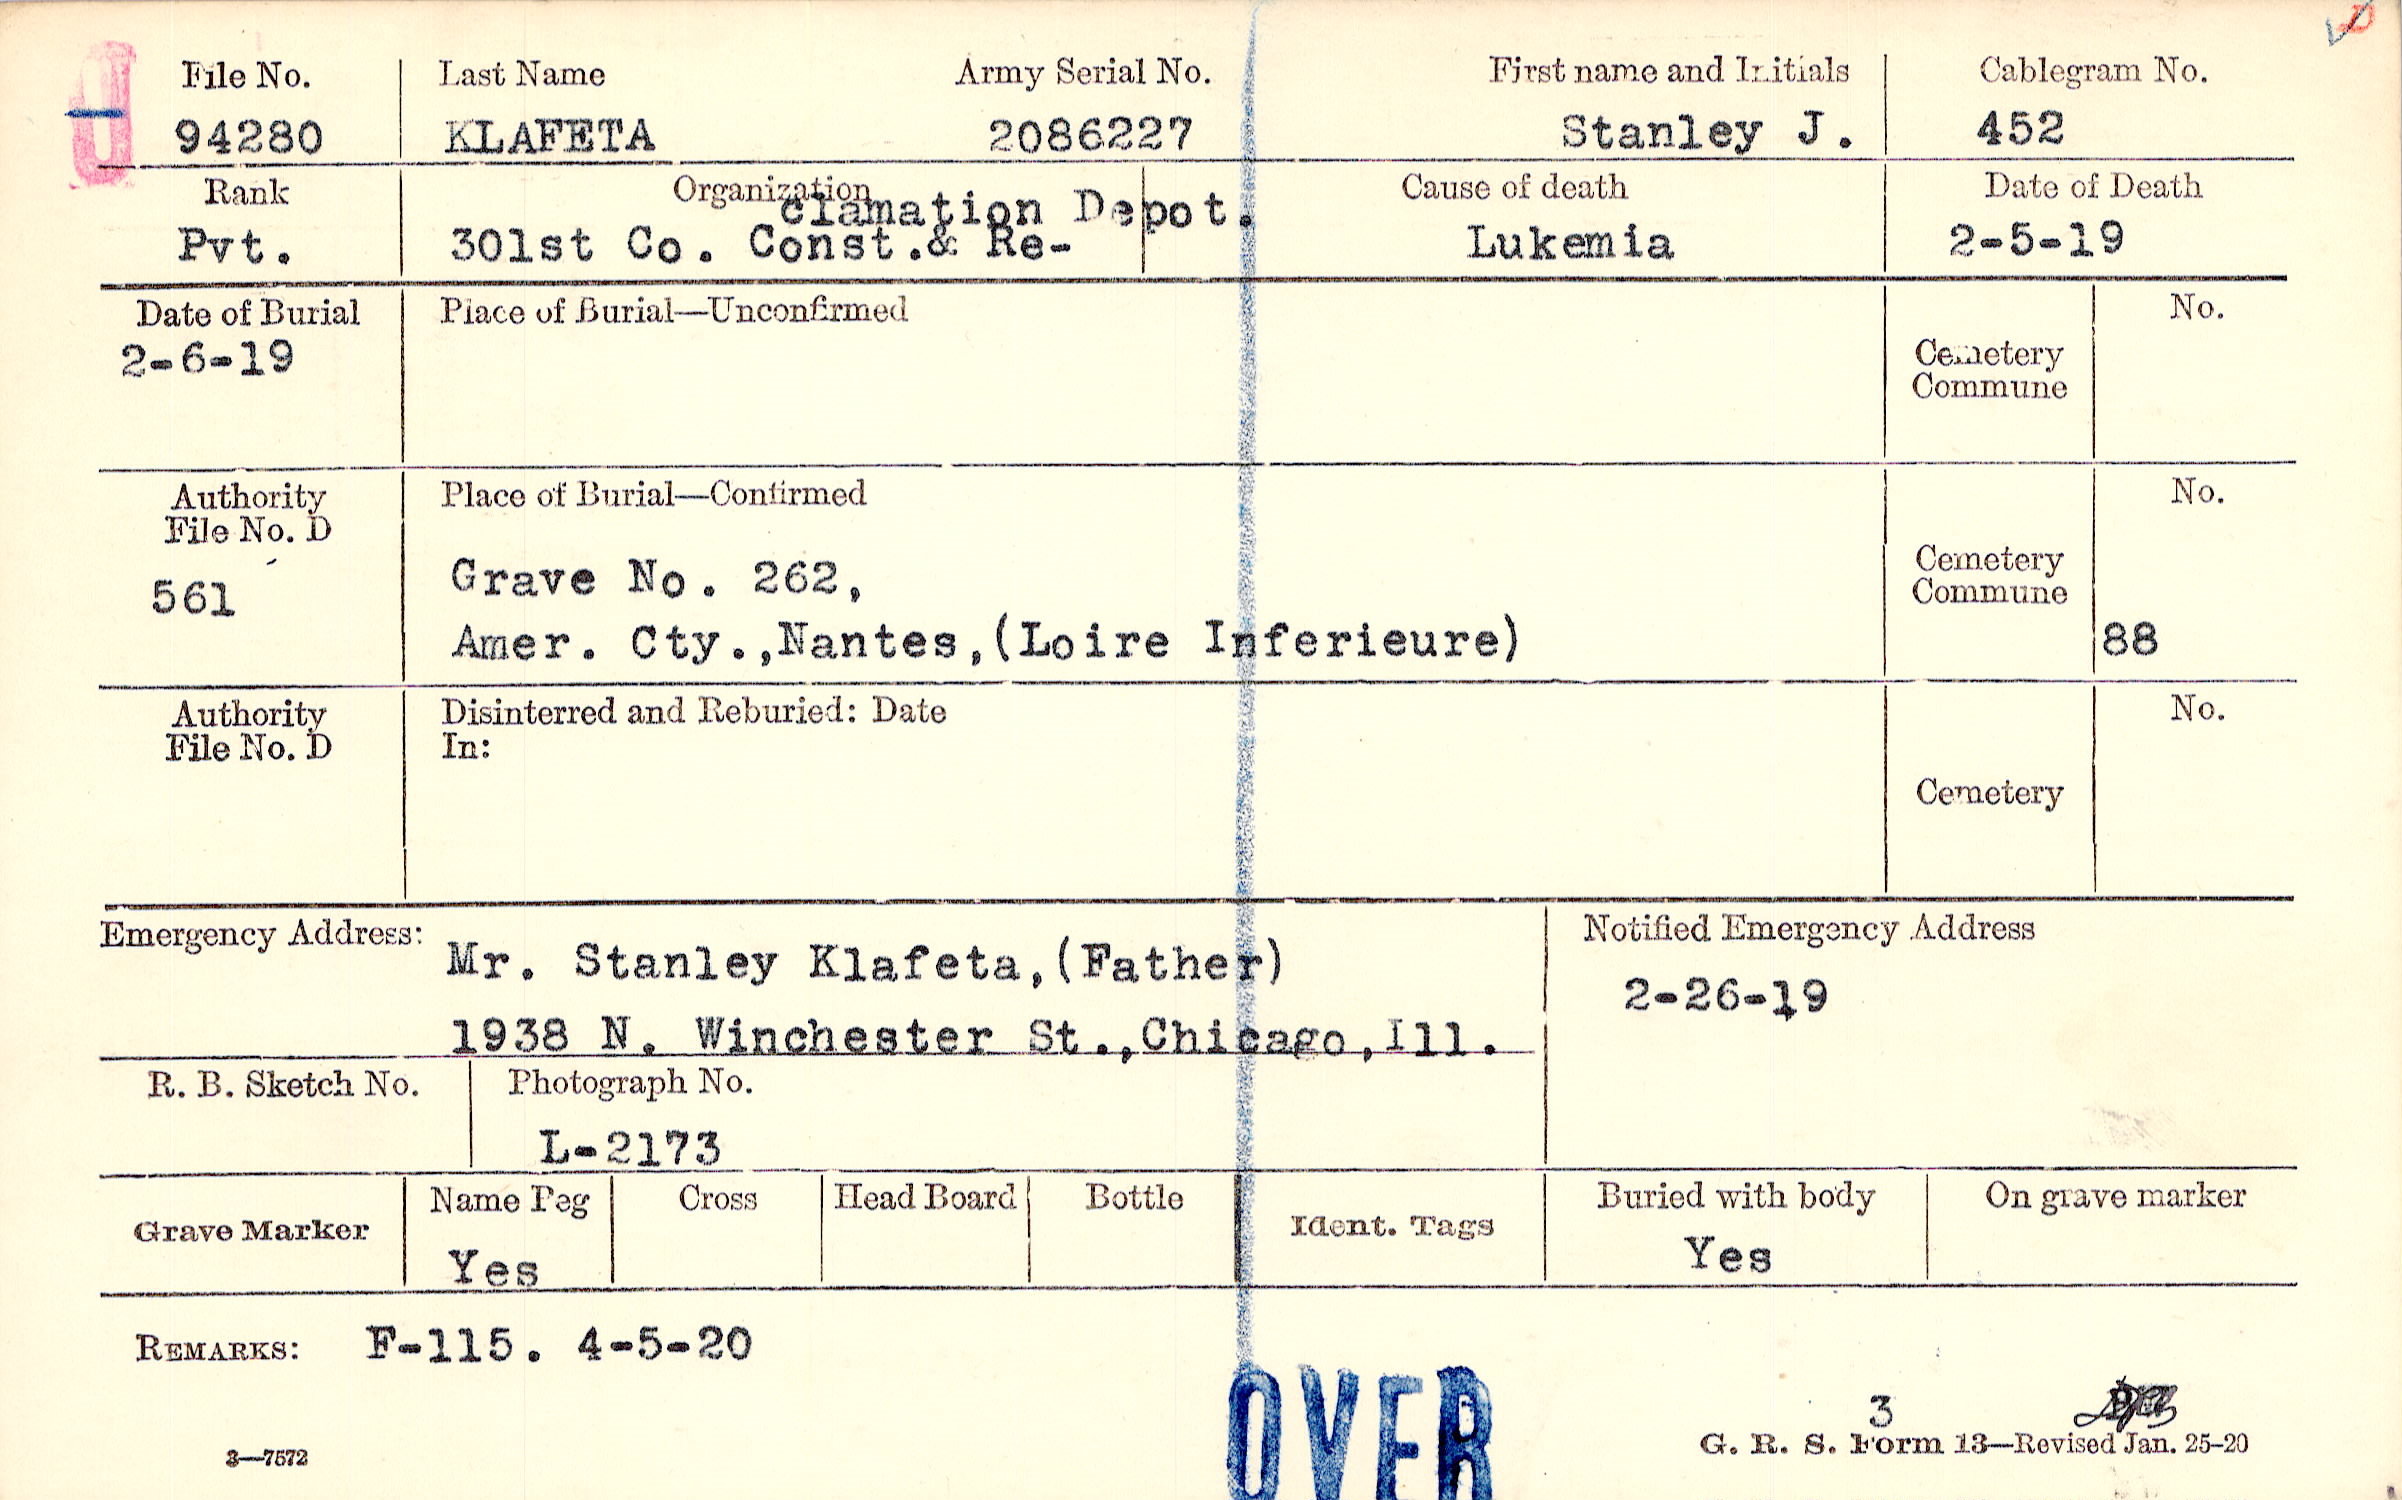 File No. Last Name Army Serial No. First name and Initials Cablegram No.
94280 KLAFETA 2086227 Stanley J. 452
Rank Organization Cause of death Date of Death
clamation Depot.
Pvt. 301st Co. Const.& Re- Lukemia 2-5-19
Date of Burial Place of Burial—Unconfirmed No.
2-6-19
Cemetery
Commune
Authority Place of Burial—Confirmed No.
File No. D
561 Grave No. 262,
Cemetery
Commune
Amer. Cty.,Nantes,(Loire Inferieure) 88
Authority Disinterred and Reburied: Date No.
File No. D In:
Cemetery
Emergency Address: Notified Emergency Address
Mr. Stanley Klafeta,(Father)
2-26-19
1938 N. Winchester St.,Chicago,Ill.
R. B. Sketch No. Photograph No.
L-2173
Grave Marker Name Peg Cross Head Board Bottle Ident. Tags Buried with body On grave marker
Yes Yes
REMARKS: F-115. 4-5-20
OVER
3
3—7572 G. R. S. Form 13—Revised Jan. 25-20